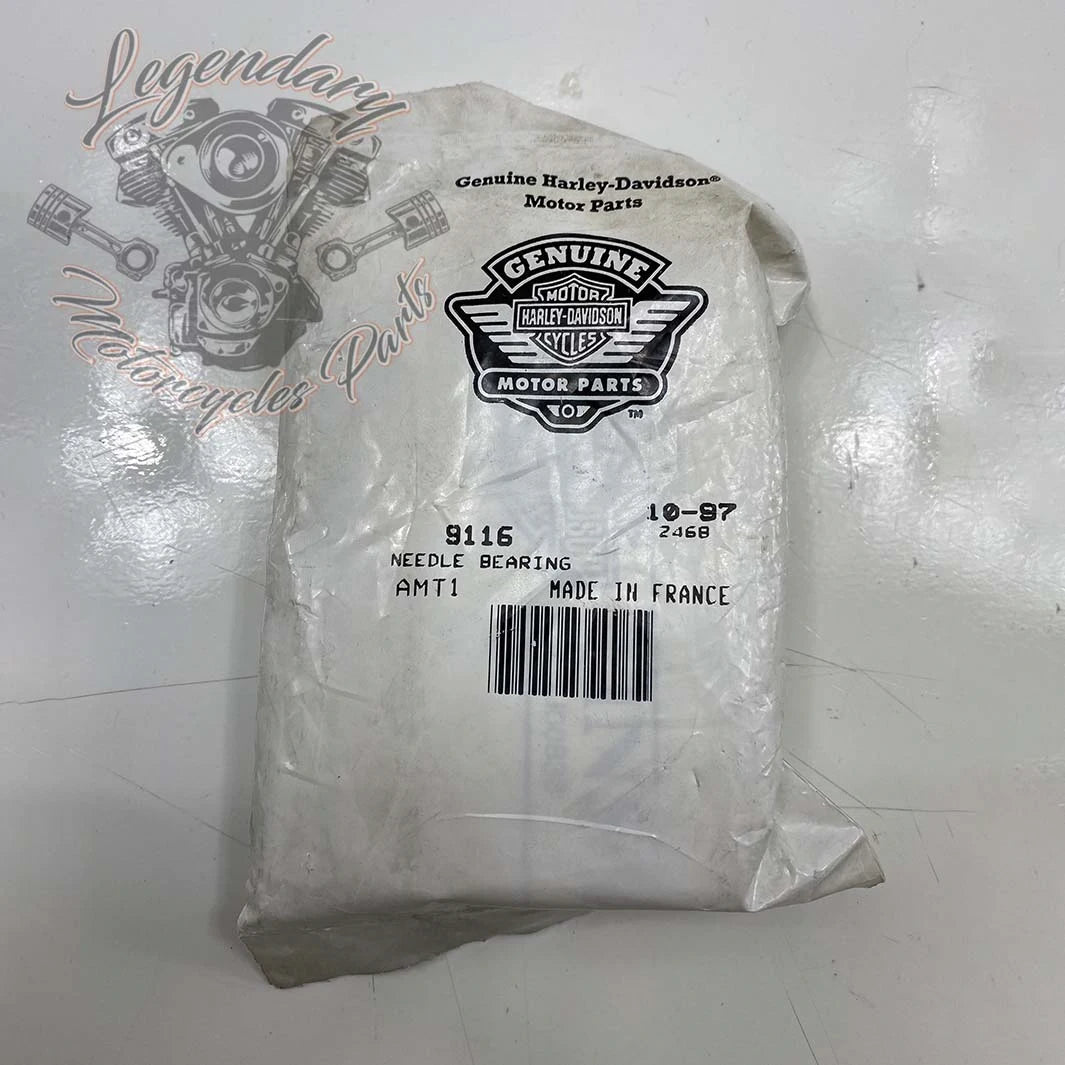 Legendary
Motorcycles Parts
Genuine Harley-Davidson®
Motor Parts
GENUINE
MOTOR
HARLEY-DAVIDSON
CYCLES
MOTOR PARTS
TM
10-97
9116
2468
NEEDLE BEARING
AMT1 MADE IN FRANCE